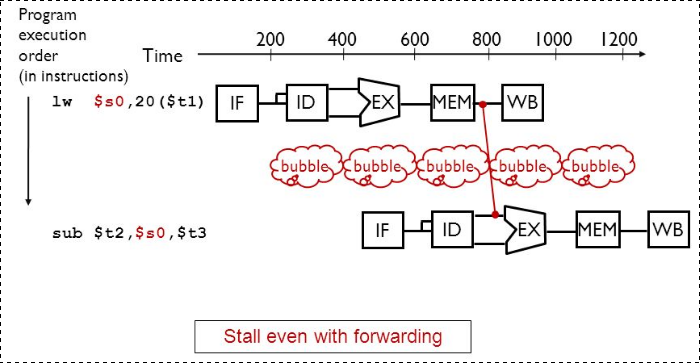 Program
execution
order
(in instructions)
Time
200 400 600 800 1000 1200
lw $s0,20($t1)
IF ID EX MEM WB
bubble bubble bubble bubble bubble
sub $t2,$s0,$t3
IF ID EX MEM WB
Stall even with forwarding